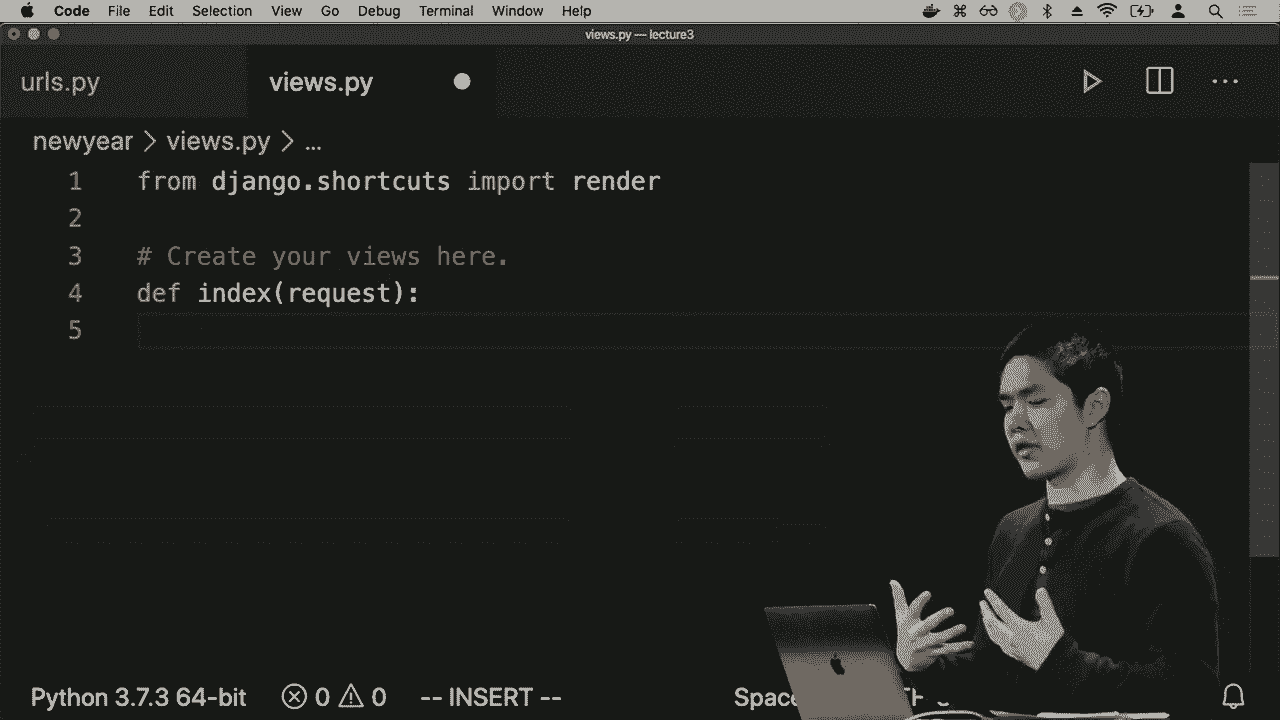 Code File Edit Selection View Go Debug Terminal Window Help
views.py — lecture3
urls.py views.py
newyear > views.py > ...
1 from django.shortcuts import render
2
3 # Create your views here.
4 def index(request):
5
Python 3.7.3 64-bit 0 0 -- INSERT --